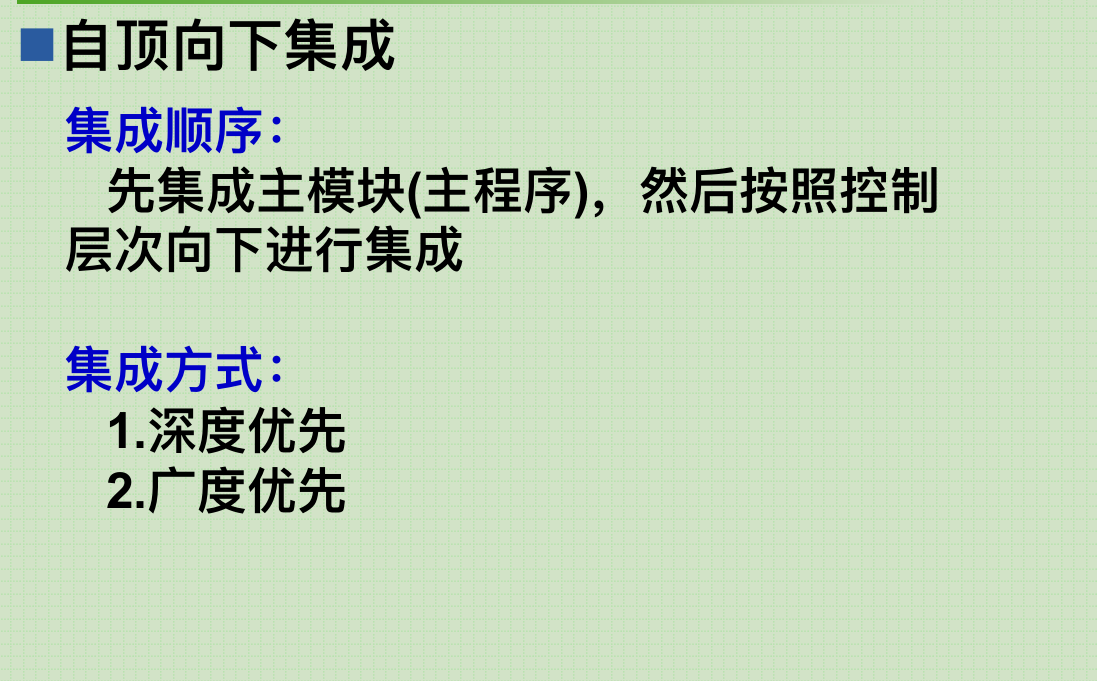 自顶向下集成
集成顺序：
先集成主模块(主程序)，然后按照控制
层次向下进行集成
集成方式：
1.深度优先
2.广度优先